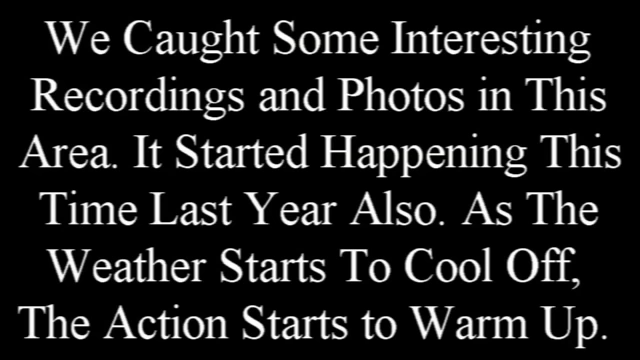 We Caught Some Interesting
Recordings and Photos in This
Area. It Started Happening This
Time Last Year Also. As The
Weather Starts To Cool Off,
The Action Starts to Warm Up.